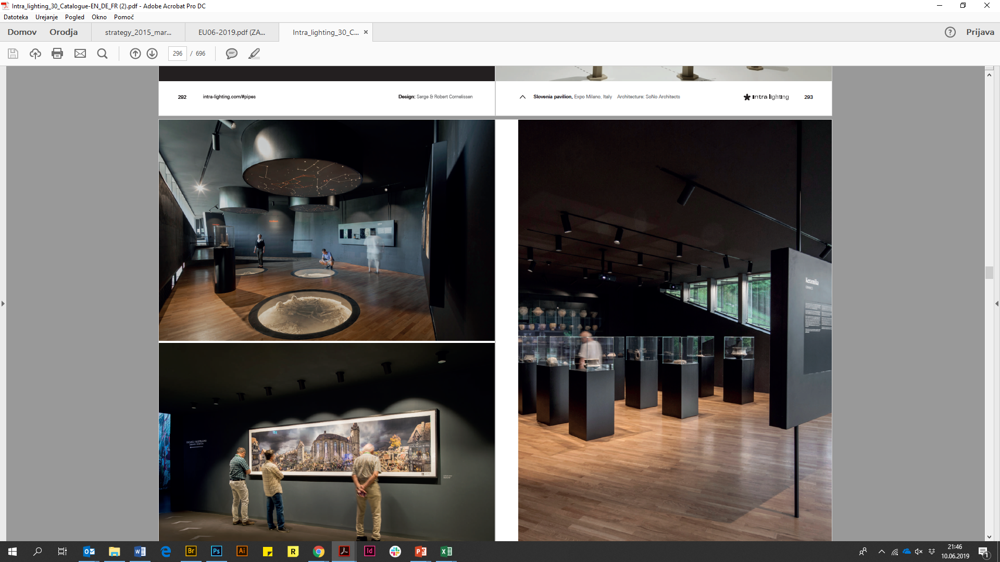 Intra_lighting_30_Catalogue-EN_DE_FR (2).pdf - Adobe Acrobat Pro DC
Datoteka Urejanje Pogled Okno Pomoč
Domov Orodja strategy_2015_mar... EU06-2019.pdf (ZA... Intra_lighting_30_C... × Prijava
296 / 696
292 intra-lighting.com/#pipes Design: Serge & Robert Cornelissen
Slovenia pavilion, Expo Milano, Italy Architecture: SoNo Architects intra lighting 293
Keramika
21:46
10.06.2019
1